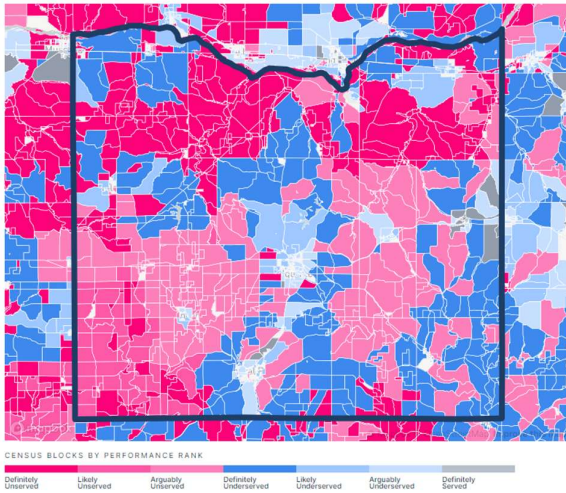 CENSUS BLOCKS BY PERFORMANCE RANK
Definitely Unserved
Likely Unserved
Arguably Unserved
Definitely Underserved
Likely Underserved
Arguably Underserved
Definitely Served